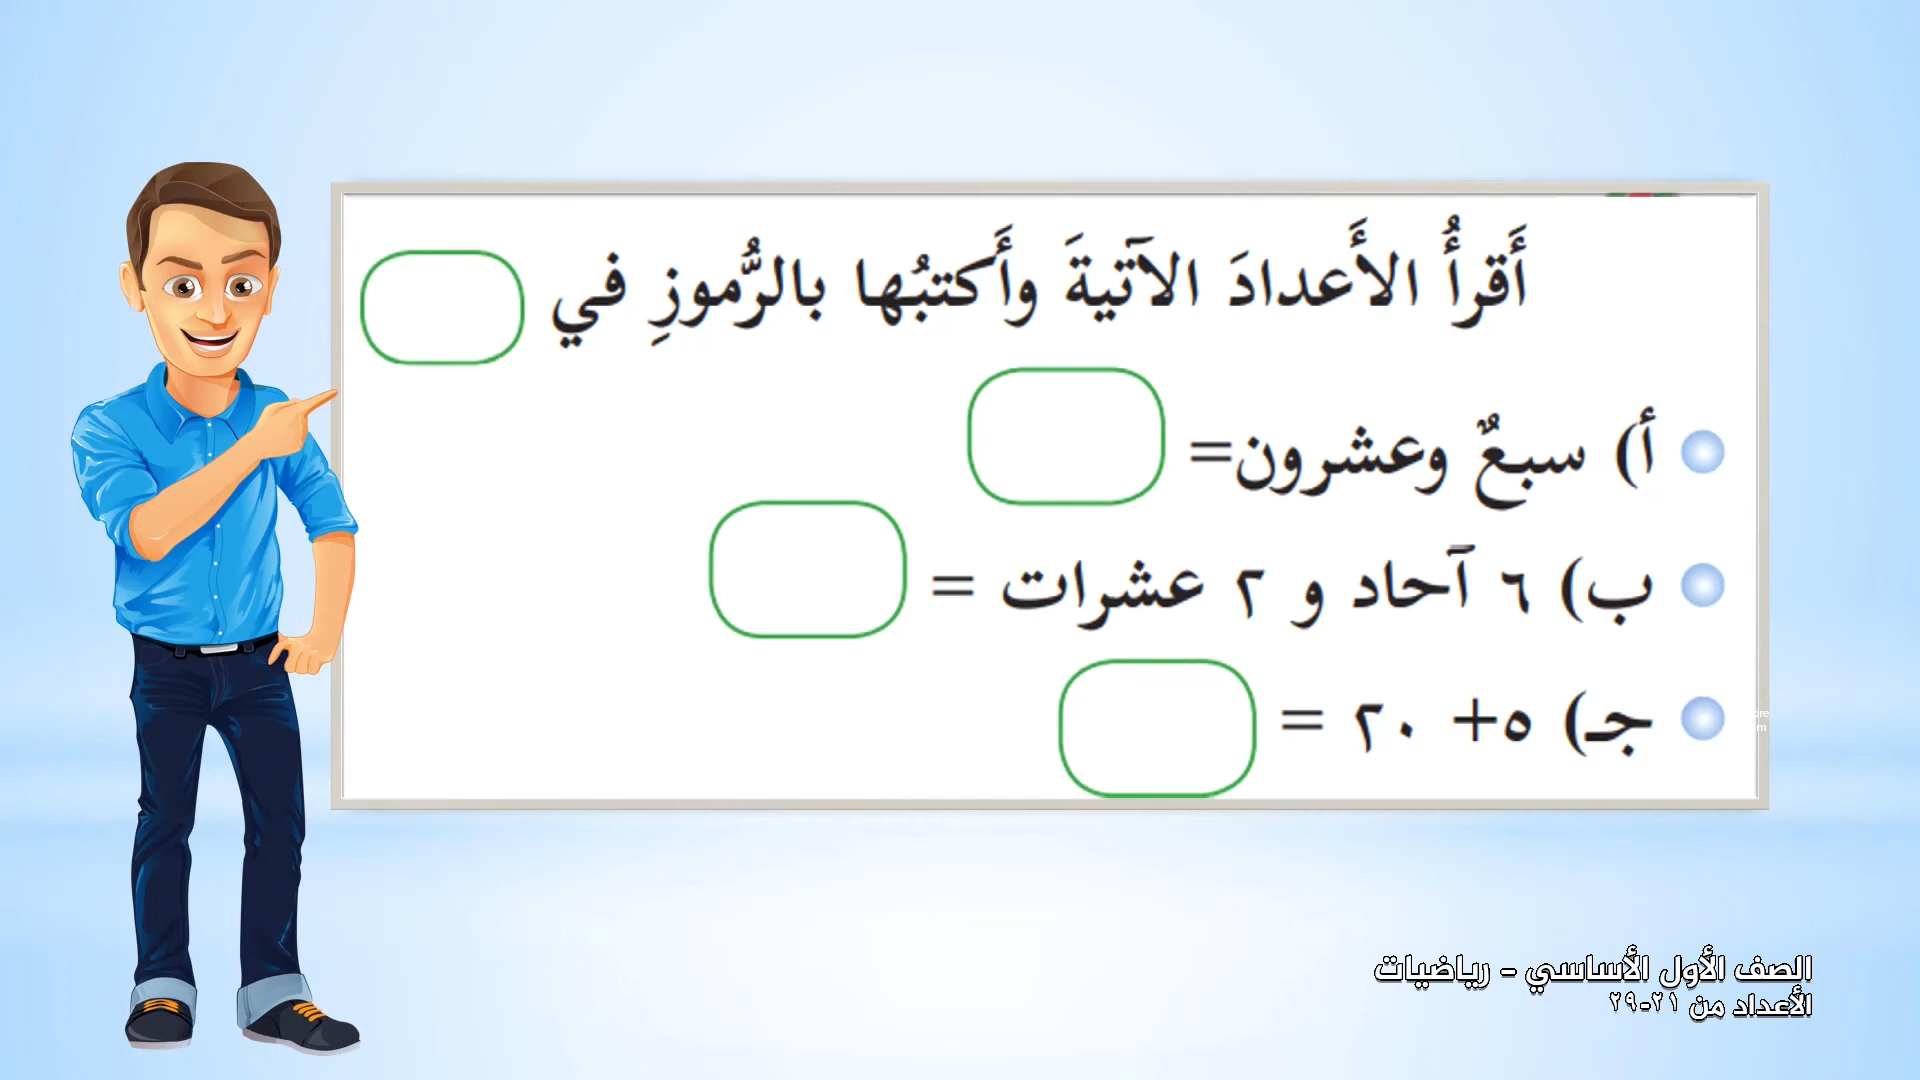 أَقرأُ الأَعدادَ الآتيةَ وأَكتبُها بالرُّموزِ في
أ) سبعٌ وعشرون=
ب) ٦ آحاد و ٢ عشرات =
جـ) ٥+ ٢٠ =
الصف الأول الأساسي - رياضيات
الأعداد من ٢١-٢٩